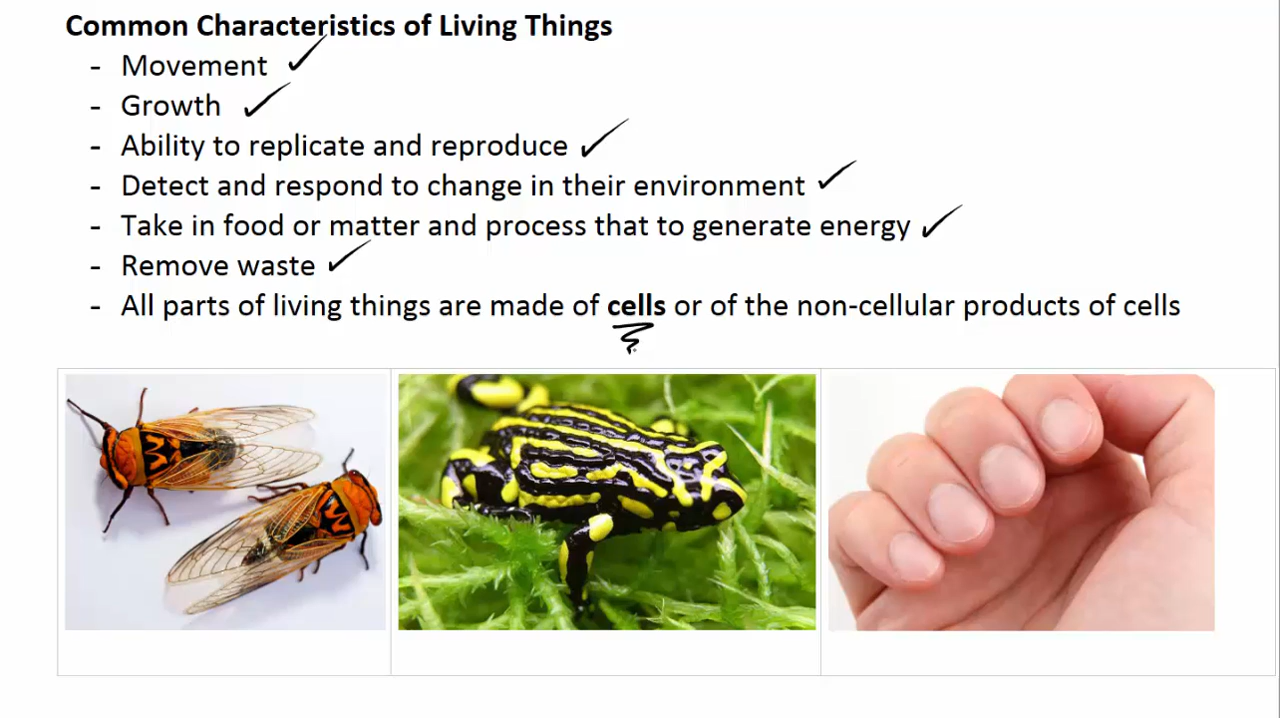 Common Characteristics of Living Things
- Movement ✓
- Growth ✓
- Ability to replicate and reproduce ✓
- Detect and respond to change in their environment ✓
- Take in food or matter and process that to generate energy ✓
- Remove waste ✓
- All parts of living things are made of cells or of the non-cellular products of cells